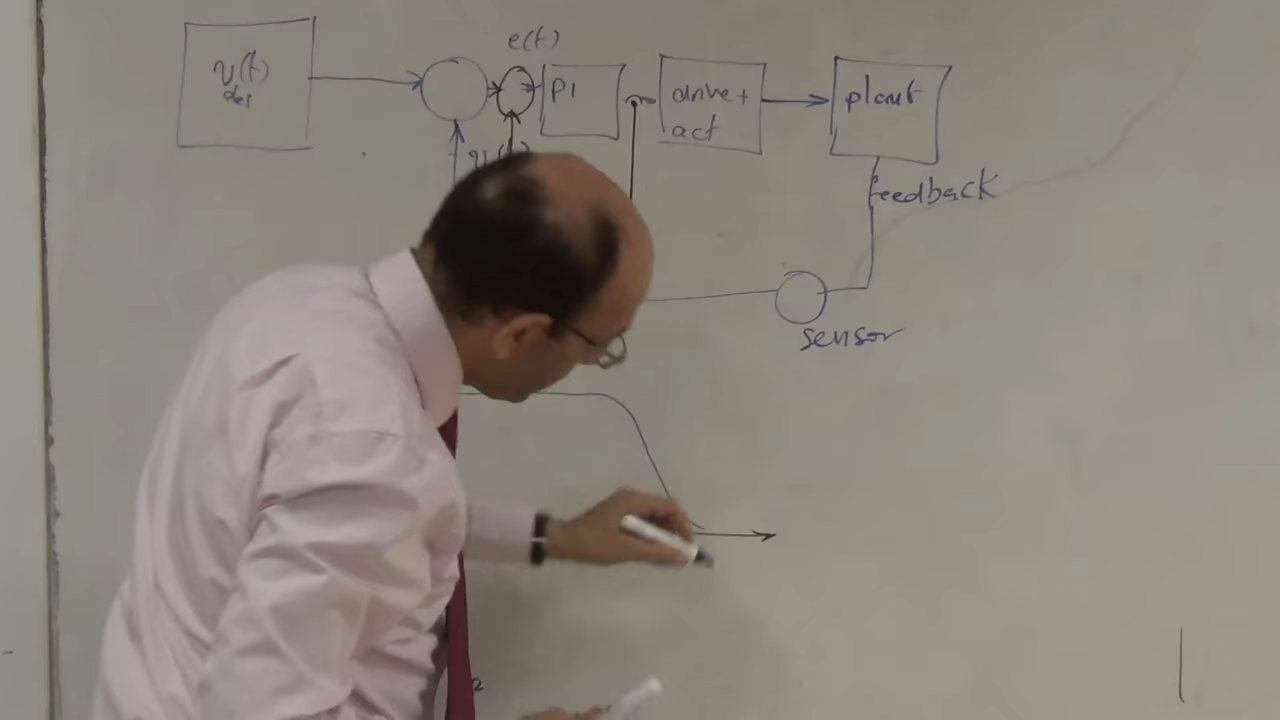 e(t)
v(t)
des
PI
drive +
act
plant
feedback
sensor